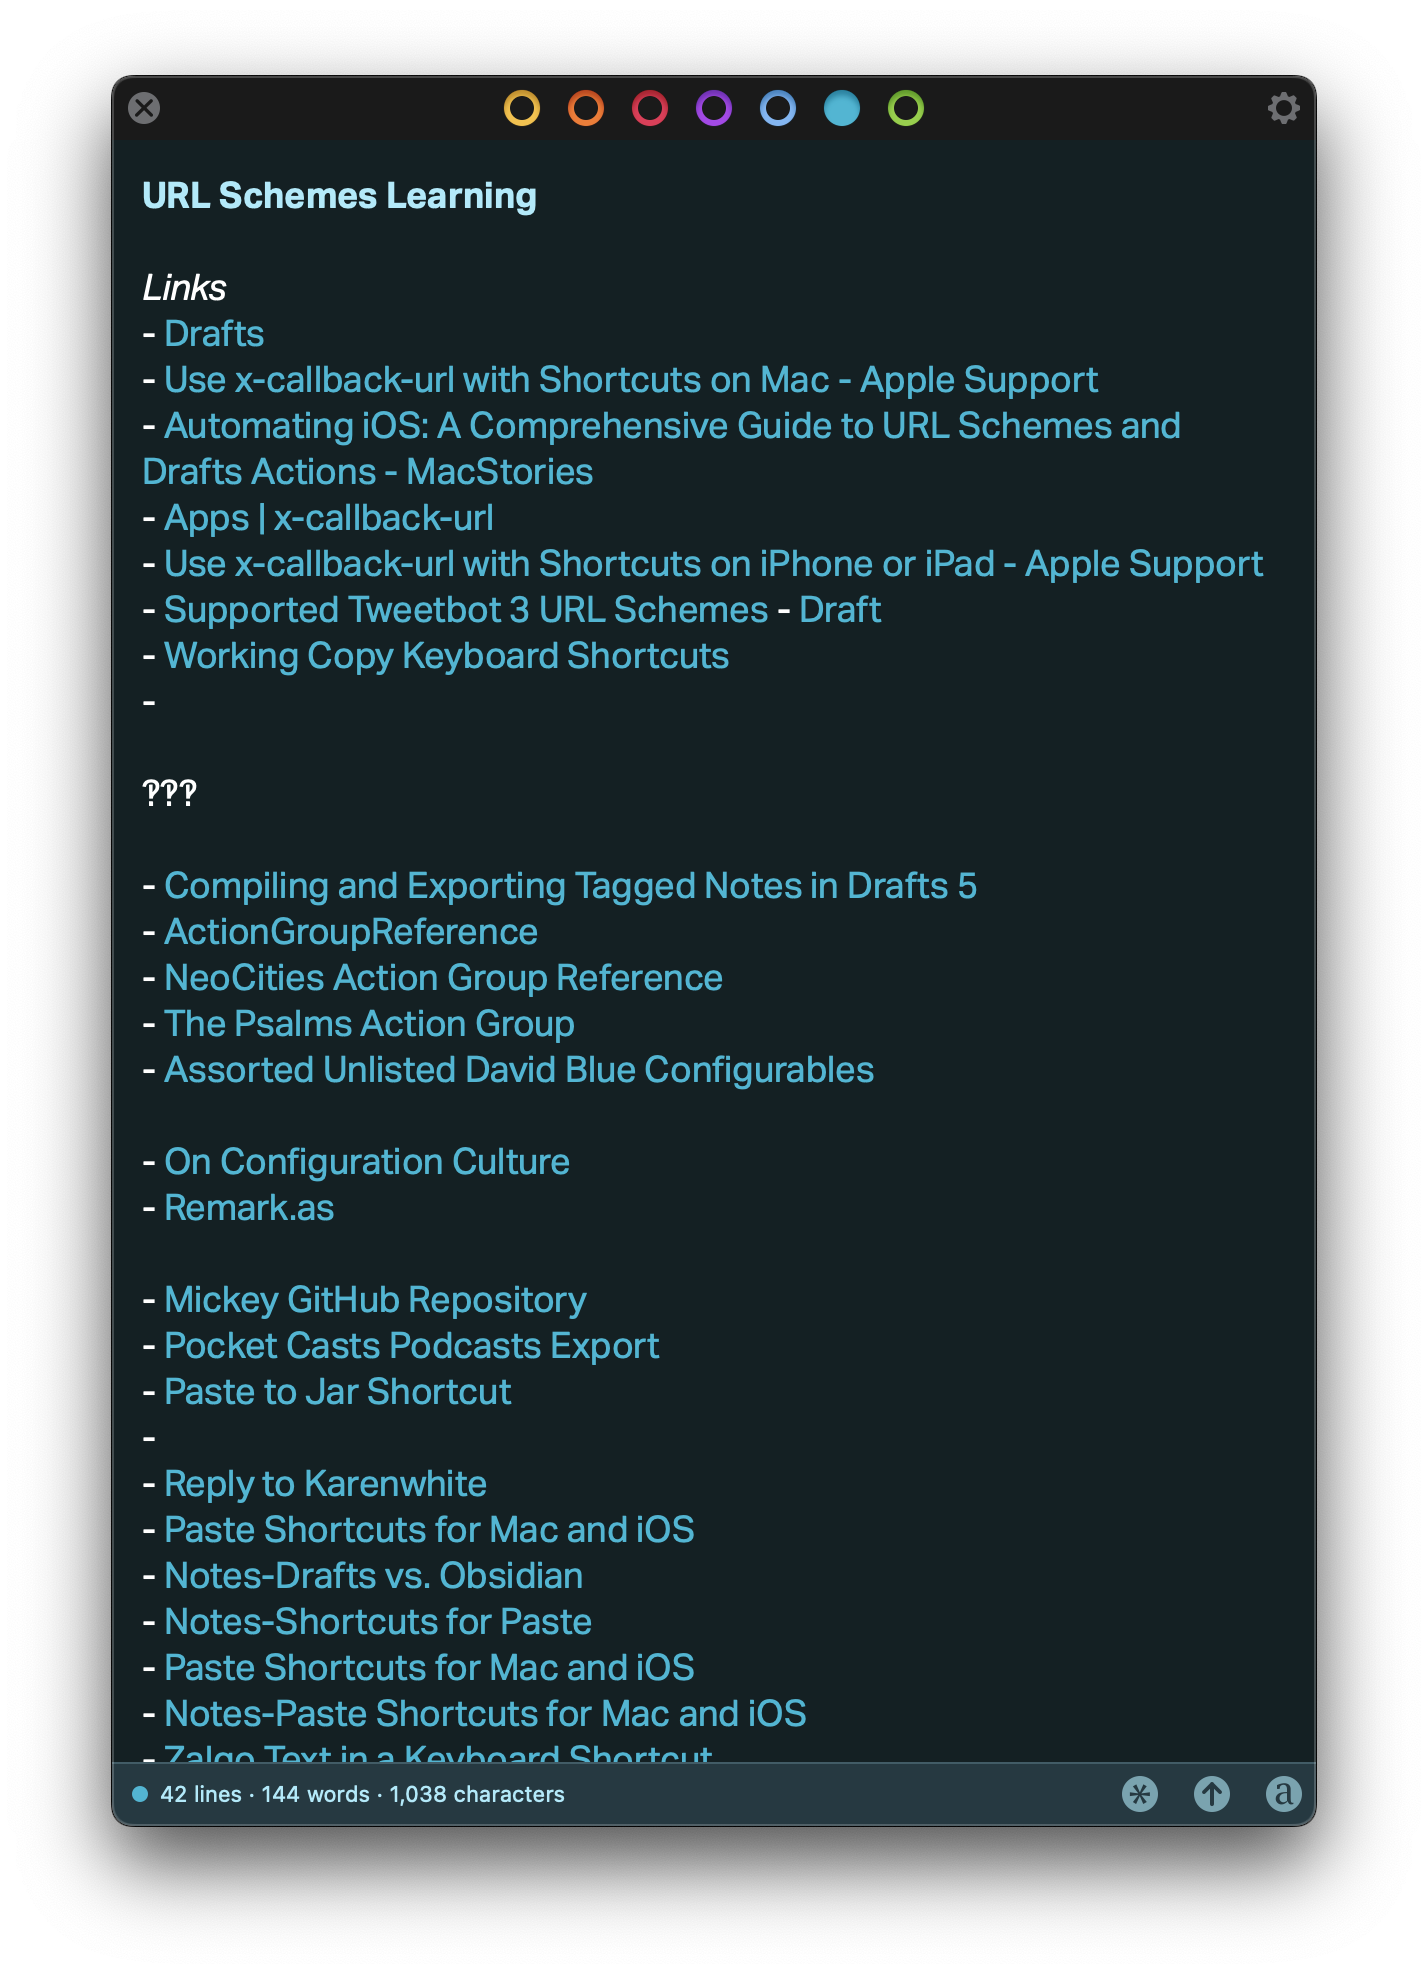 URL Schemes Learning
Links
- Drafts
- Use x-callback-url with Shortcuts on Mac - Apple Support
- Automating iOS: A Comprehensive Guide to URL Schemes and
Drafts Actions - MacStories
- Apps | x-callback-url
- Use x-callback-url with Shortcuts on iPhone or iPad - Apple Support
- Supported Tweetbot 3 URL Schemes - Draft
- Working Copy Keyboard Shortcuts
-
‽‽‽
- Compiling and Exporting Tagged Notes in Drafts 5
- ActionGroupReference
- NeoCities Action Group Reference
- The Psalms Action Group
- Assorted Unlisted David Blue Configurables
- On Configuration Culture
- Remark.as
- Mickey GitHub Repository
- Pocket Casts Podcasts Export
- Paste to Jar Shortcut
-
- Reply to Karenwhite
- Paste Shortcuts for Mac and iOS
- Notes-Drafts vs. Obsidian
- Notes-Shortcuts for Paste
- Paste Shortcuts for Mac and iOS
- Notes-Paste Shortcuts for Mac and iOS
- Zalgo Text in a Keyboard Shortcut
42 lines · 144 words · 1,038 characters
a